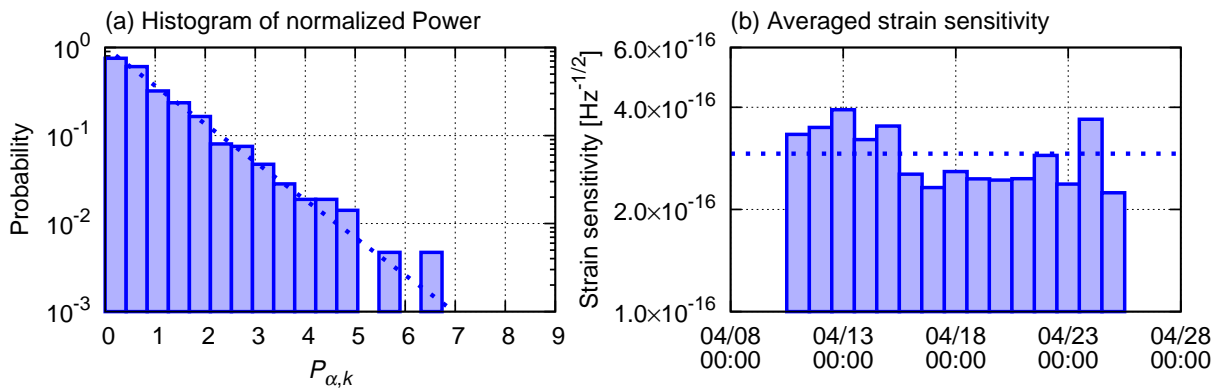 (a) Histogram of normalized Power
Probability
10^0
10^-1
10^-2
10^-3
0 1 2 3 4 5 6 7 8 9
P_α,k
(b) Averaged strain sensitivity
Strain sensitivity [Hz^-1/2]
6.0×10^-16
4.0×10^-16
2.0×10^-16
1.0×10^-16
04/08 04/13 04/18 04/23 04/28
00:00 00:00 00:00 00:00 00:00